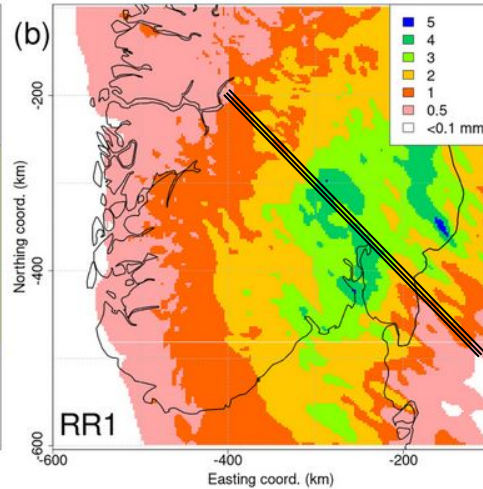 (b)
5
4
3
2
1
0.5
<0.1 mm
-200
-400
-600
Northing coord. (km)
RR1
-600
-400
-200
Easting coord. (km)